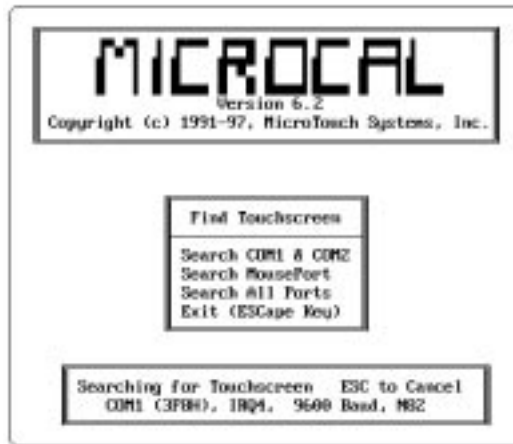 MICROCAL
Version 6.2
Copyright (c) 1991-97, MicroTouch Systems, Inc.
Find Touchscreen
Search COM1 & COM2
Search MousePort
Search All Ports
Exit (ESCape Key)
Searching for Touchscreen ESC to Cancel
COM1 (3F8H), IRQ4, 9600 Baud, N82